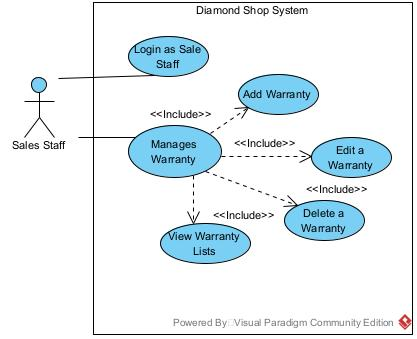 Diamond Shop System
Login as Sale
Staff
Add Warranty
<<Include>>
Sales Staff
Manages
Warranty
<<Include>>
Edit a
Warranty
<<Include>>
Delete a
Warranty
<<Include>>
View Warranty
Lists
Powered By Visual Paradigm Community Edition